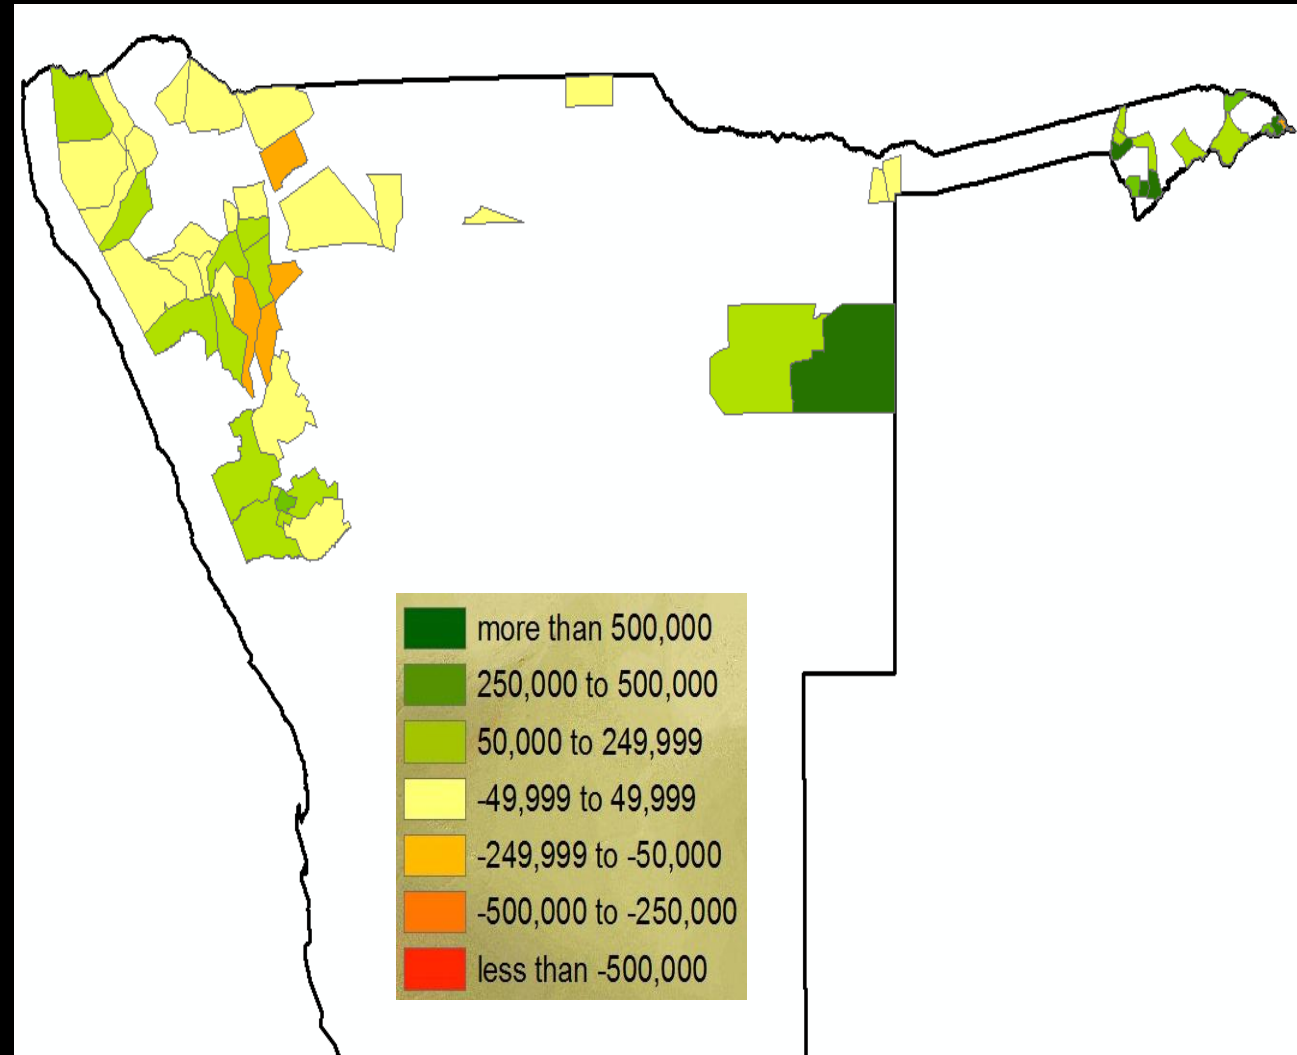 more than 500,000
250,000 to 500,000
50,000 to 249,999
-49,999 to 49,999
-249,999 to -50,000
-500,000 to -250,000
less than -500,000